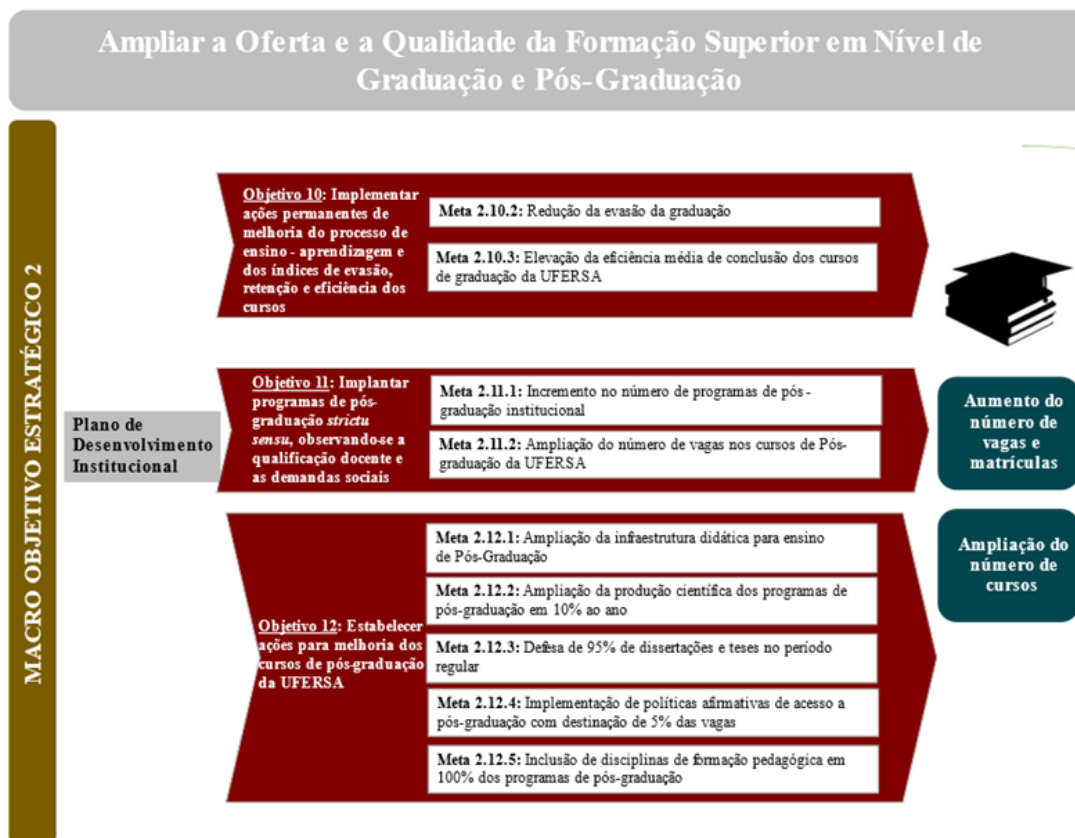 Ampliar a Oferta e a Qualidade da Formação Superior em Nível de
Graduação e Pós-Graduação
MACRO OBJETIVO ESTRATÉGICO 2
Plano de
Desenvolvimento
Institucional
Objetivo 10: Implementar
ações permanentes de
melhoria do processo de
ensino - aprendizagem e
dos índices de evasão,
retenção e eficiência dos
cursos
Meta 2.10.2: Redução da evasão da graduação
Meta 2.10.3: Elevação da eficiência média de conclusão dos cursos
de graduação da UFERSA
Objetivo 11: Implantar
programas de pós-
graduação strictu
sensu, observando-se a
qualificação docente e
as demandas sociais
Meta 2.11.1: Incremento no número de programas de pós -
graduação institucional
Meta 2.11.2: Ampliação do número de vagas nos cursos de Pós-
graduação da UFERSA
Aumento do
número de
vagas e
matrículas
Objetivo 12: Estabelecer
ações para melhoria dos
cursos de pós-graduação
da UFERSA
Meta 2.12.1: Ampliação da infraestrutura didática para ensino
de Pós-Graduação
Meta 2.12.2: Ampliação da produção científica dos programas de
pós-graduação em 10% ao ano
Meta 2.12.3: Defesa de 95% de dissertações e teses no período
regular
Meta 2.12.4: Implementação de políticas afirmativas de acesso a
pós-graduação com destinação de 5% das vagas
Meta 2.12.5: Inclusão de disciplinas de formação pedagógica em
100% dos programas de pós-graduação
Ampliação do
número de
cursos